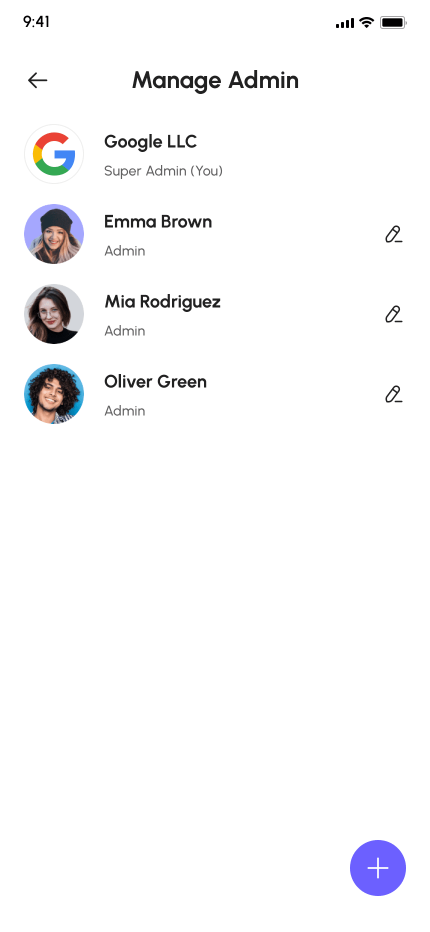 9:41
Manage Admin
Google LLC
Super Admin (You)
Emma Brown
Admin
Mia Rodriguez
Admin
Oliver Green
Admin